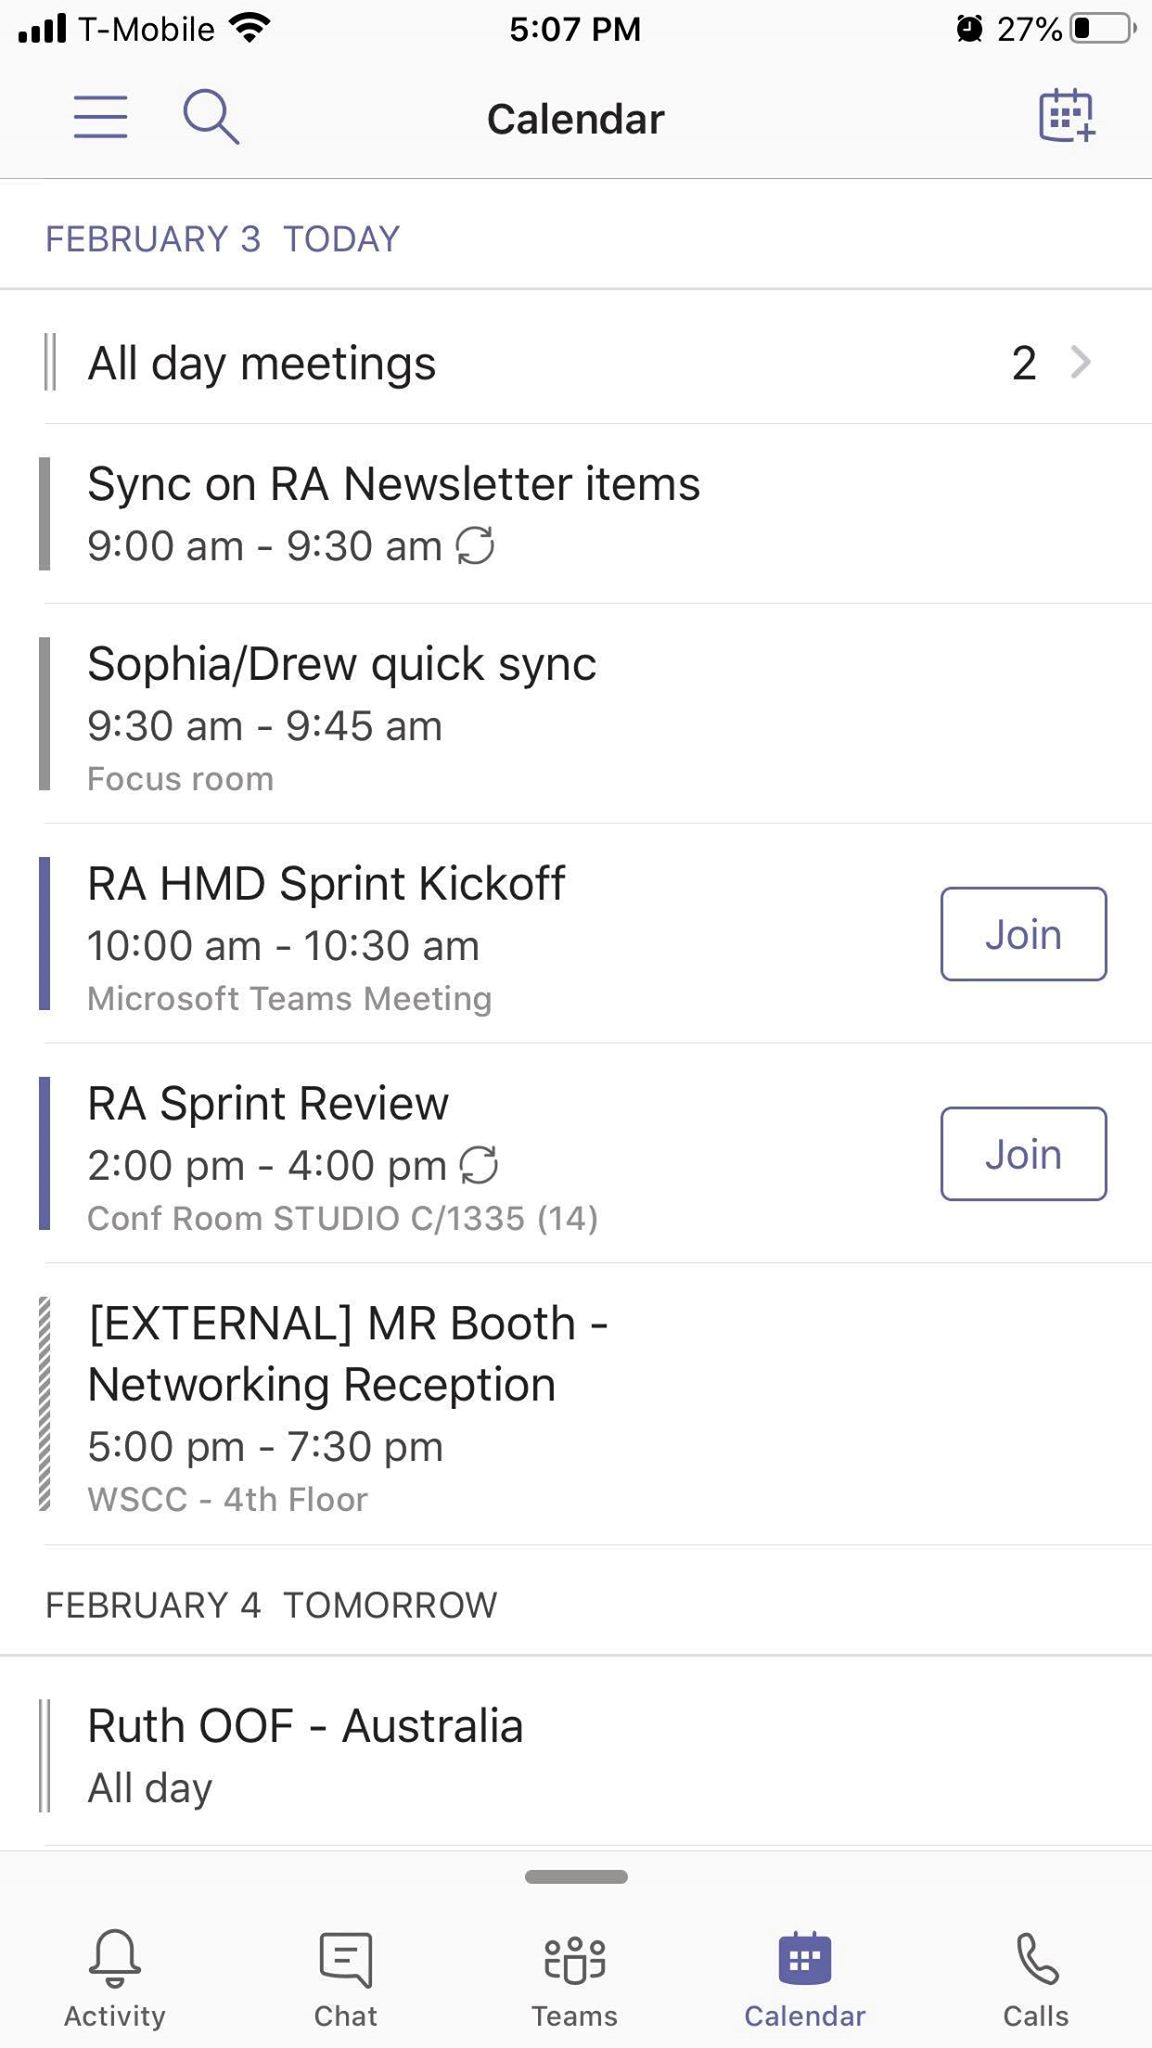 T-Mobile 5:07 PM 27%
Calendar
FEBRUARY 3 TODAY
All day meetings 2
Sync on RA Newsletter items
9:00 am - 9:30 am
Sophia/Drew quick sync
9:30 am - 9:45 am
Focus room
RA HMD Sprint Kickoff
10:00 am - 10:30 am
Join
Microsoft Teams Meeting
RA Sprint Review
2:00 pm - 4:00 pm
Join
Conf Room STUDIO C/1335 (14)
[EXTERNAL] MR Booth -
Networking Reception
5:00 pm - 7:30 pm
WSCC - 4th Floor
FEBRUARY 4 TOMORROW
Ruth OOF - Australia
All day
Activity Chat Teams Calendar Calls